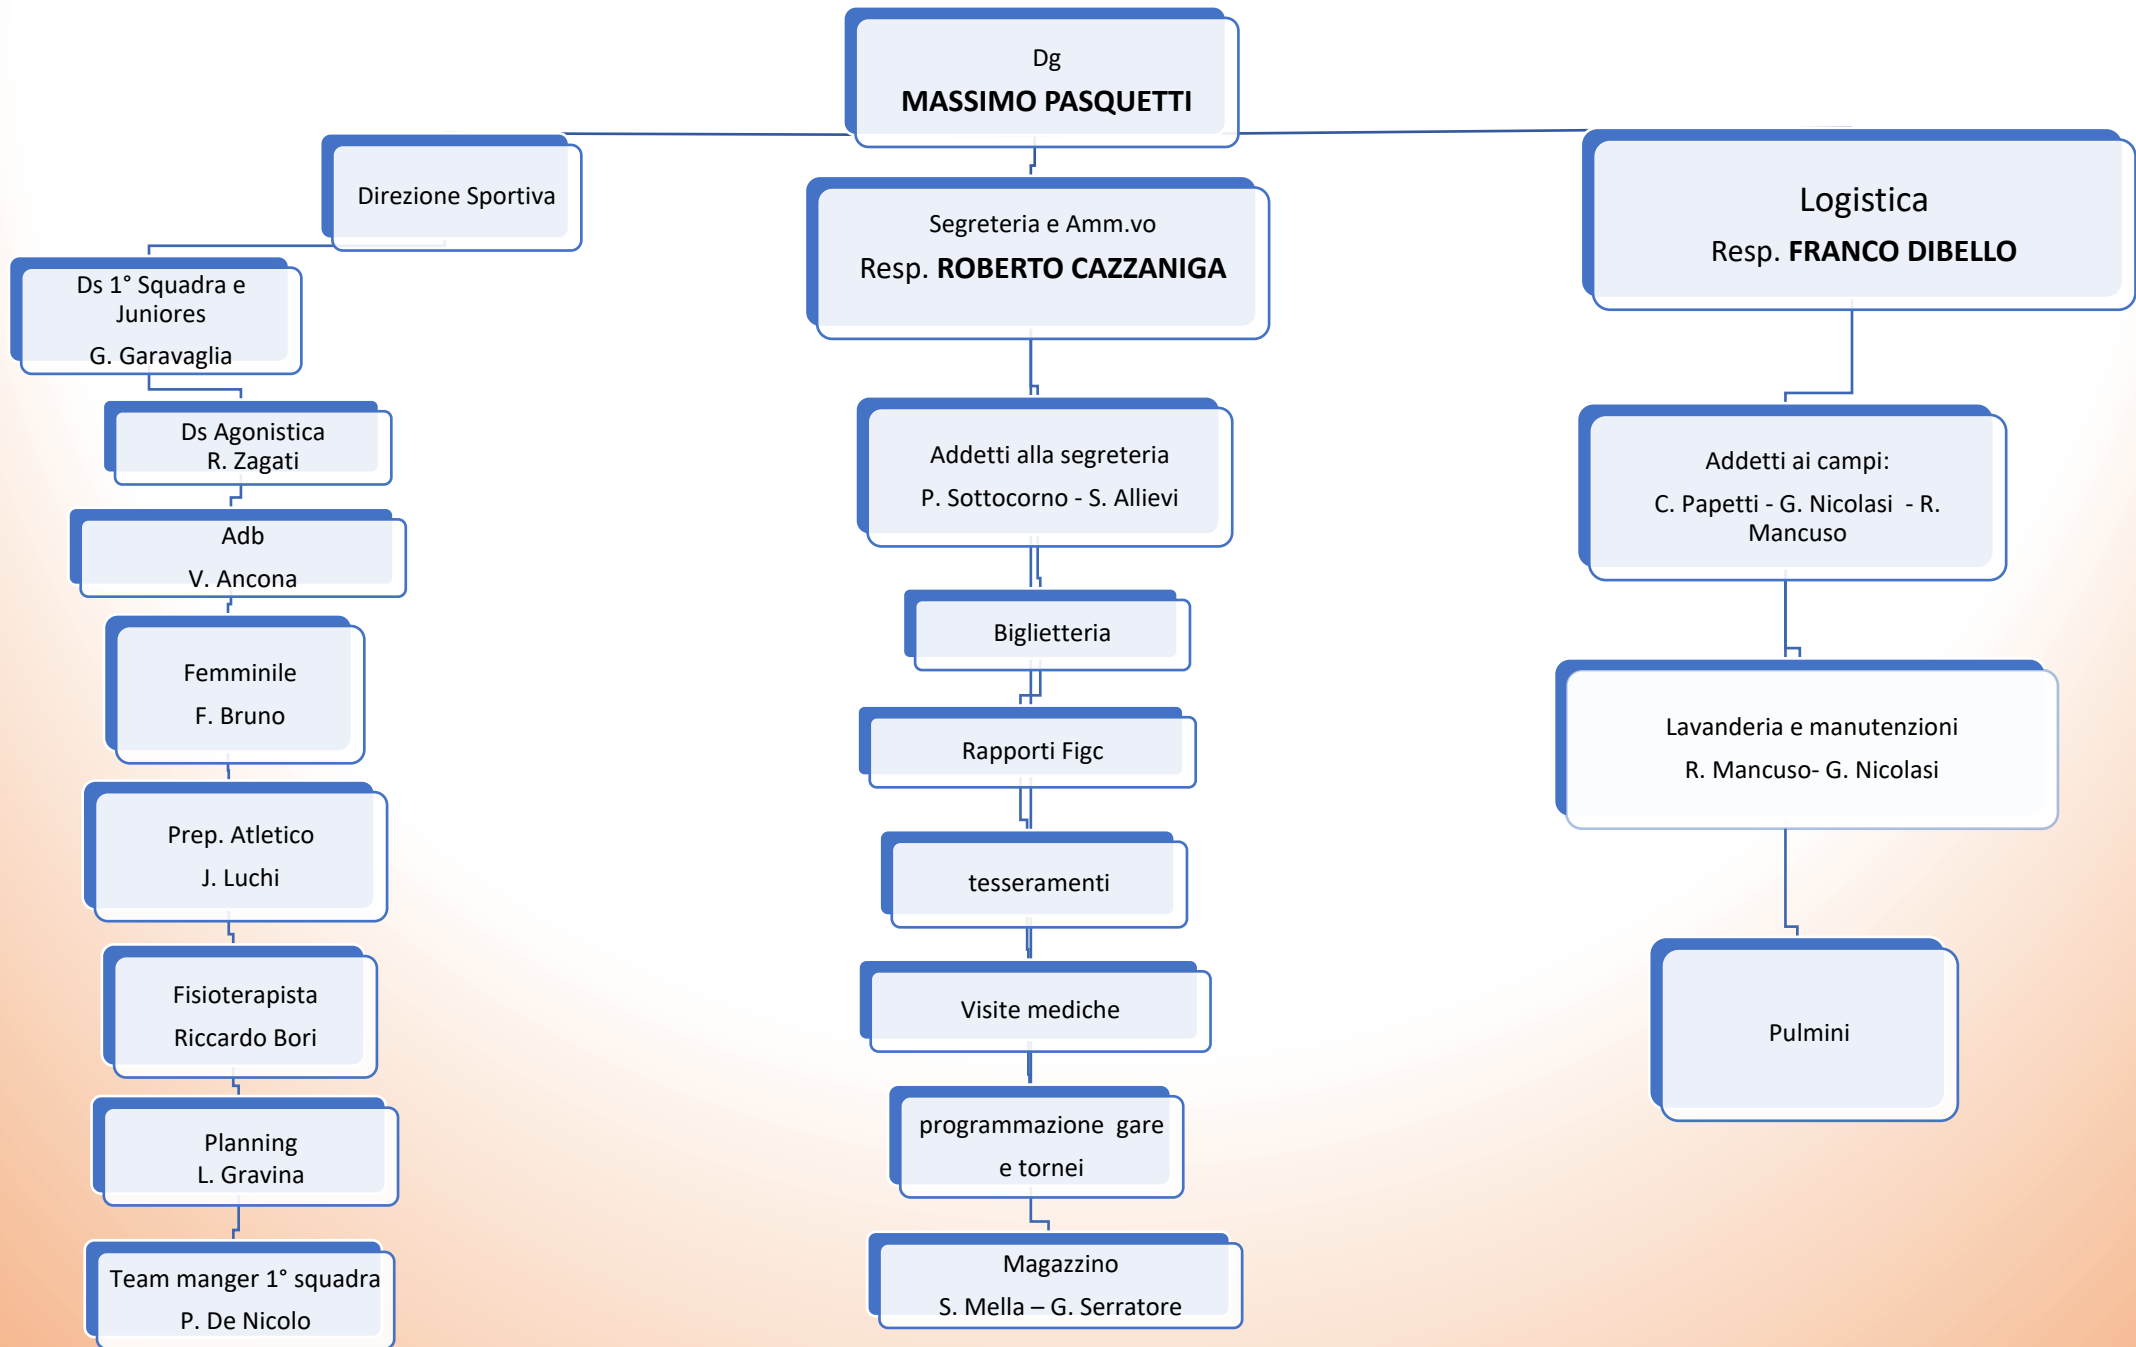 Dg
MASSIMO PASQUETTI
Direzione Sportiva
Ds 1° Squadra e
Juniores
G. Garavaglia
Ds Agonistica
R. Zagati
Adb
V. Ancona
Femminile
F. Bruno
Prep. Atletico
J. Luchi
Fisioterapista
Riccardo Bori
Planning
L. Gravina
Team manger 1° squadra
P. De Nicolo
Segreteria e Amm.vo
Resp. ROBERTO CAZZANIGA
Addetti alla segreteria
P. Sottocorno - S. Allievi
Biglietteria
Rapporti Figc
tesseramenti
Visite mediche
programmazione gare
e tornei
Magazzino
S. Mella – G. Serratore
Logistica
Resp. FRANCO DIBELLO
Addetti ai campi:
C. Papetti - G. Nicolasi - R.
Mancuso
Lavanderia e manutenzioni
R. Mancuso- G. Nicolasi
Pulmini